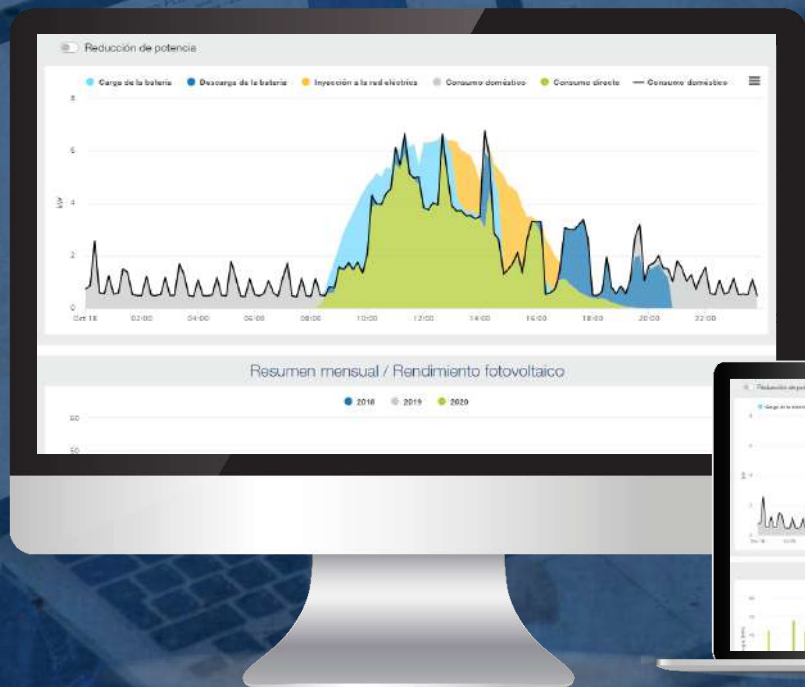 Reducción de potencia
Carga de la batería Descarga de la batería Inyección a la red eléctrica Consumo doméstico Consumo directo Consumo doméstico
8
6
kW
4
2
0
Oct 18 02:00 04:00 06:00 08:00 10:00 12:00 14:00 16:00 18:00 20:00 22:00
Resumen mensual / Rendimiento fotovoltaico
2018 2019 2020
60
50